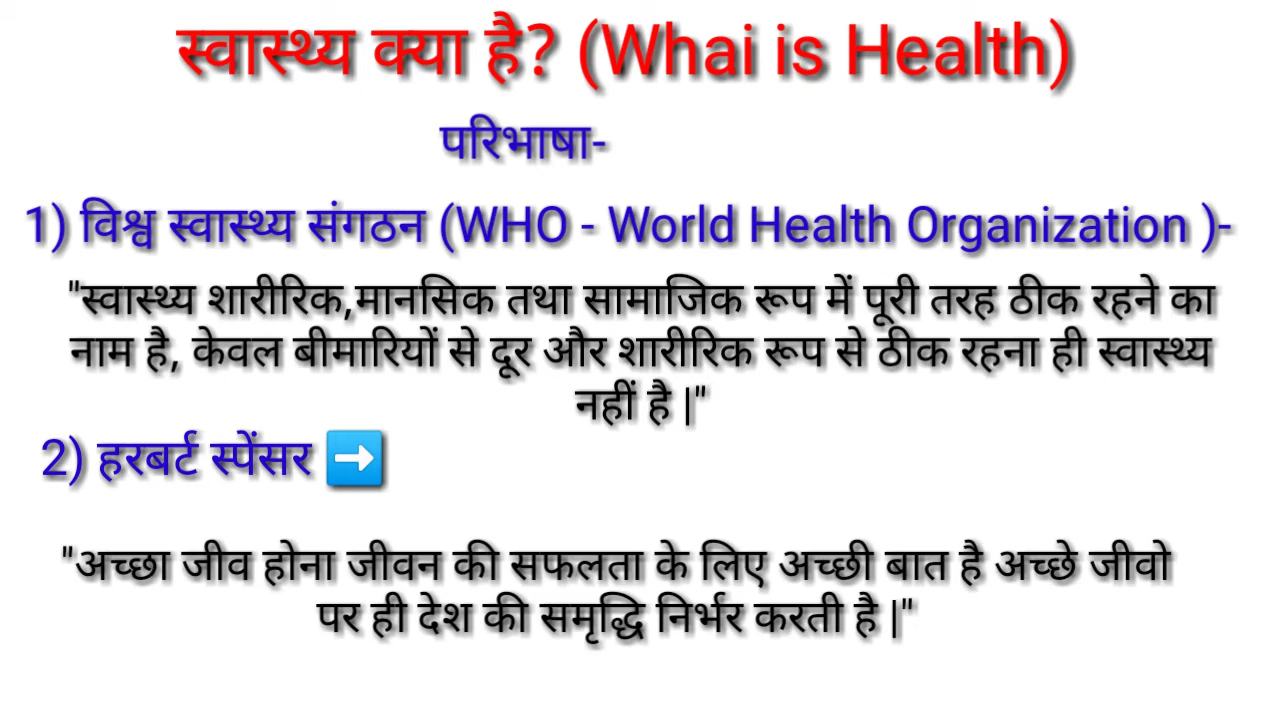 स्वास्थ्य क्या है? (Whai is Health)
परिभाषा-
1) विश्व स्वास्थ्य संगठन (WHO - World Health Organization )-
"स्वास्थ्य शारीरिक,मानसिक तथा सामाजिक रूप में पूरी तरह ठीक रहने का
नाम है, केवल बीमारियों से दूर और शारीरिक रूप से ठीक रहना ही स्वास्थ्य
नहीं है |"
2) हरबर्ट स्पेंसर ➡️
"अच्छा जीव होना जीवन की सफलता के लिए अच्छी बात है अच्छे जीवो
पर ही देश की समृद्धि निर्भर करती है |"